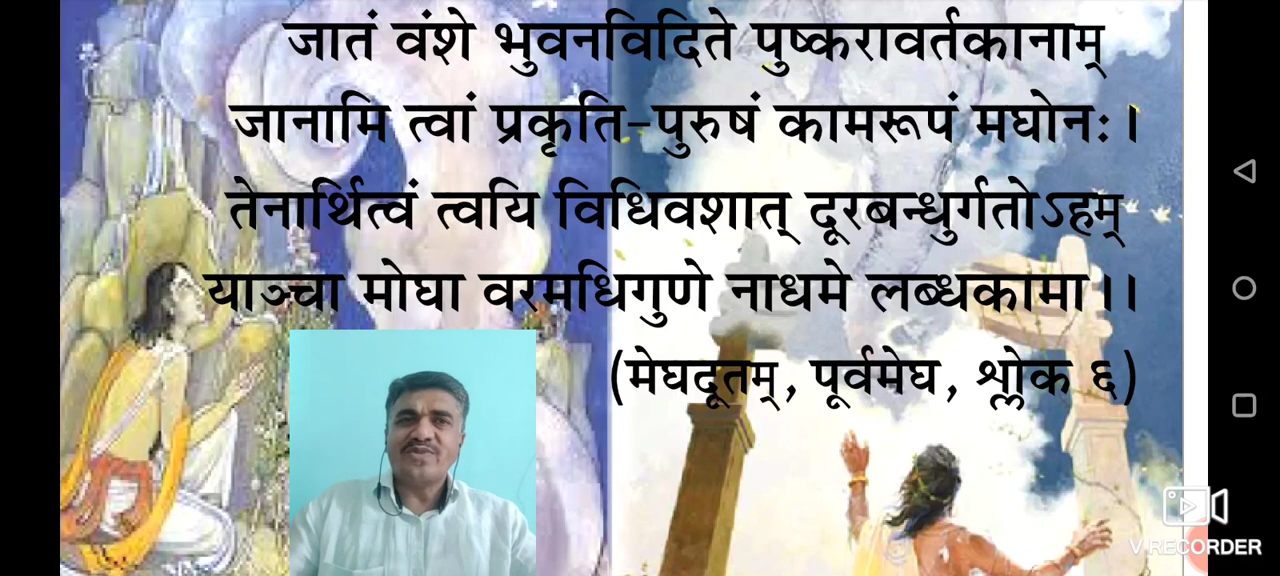 जातं वंशे भुवनविदिते पुष्करावर्तकानाम्
जानामि त्वां प्रकृति-पुरुषं कामरूपं मघोनः।
तेनार्थित्वं त्वयि विधिवशात् दूरबन्धुर्गतोऽहम्
याञ्चा मोघा वरमधिगुणे नाधमे लब्धकामा।।
(मेघदूतम्, पूर्वमेघ, श्लोक ६)
V RECORDER